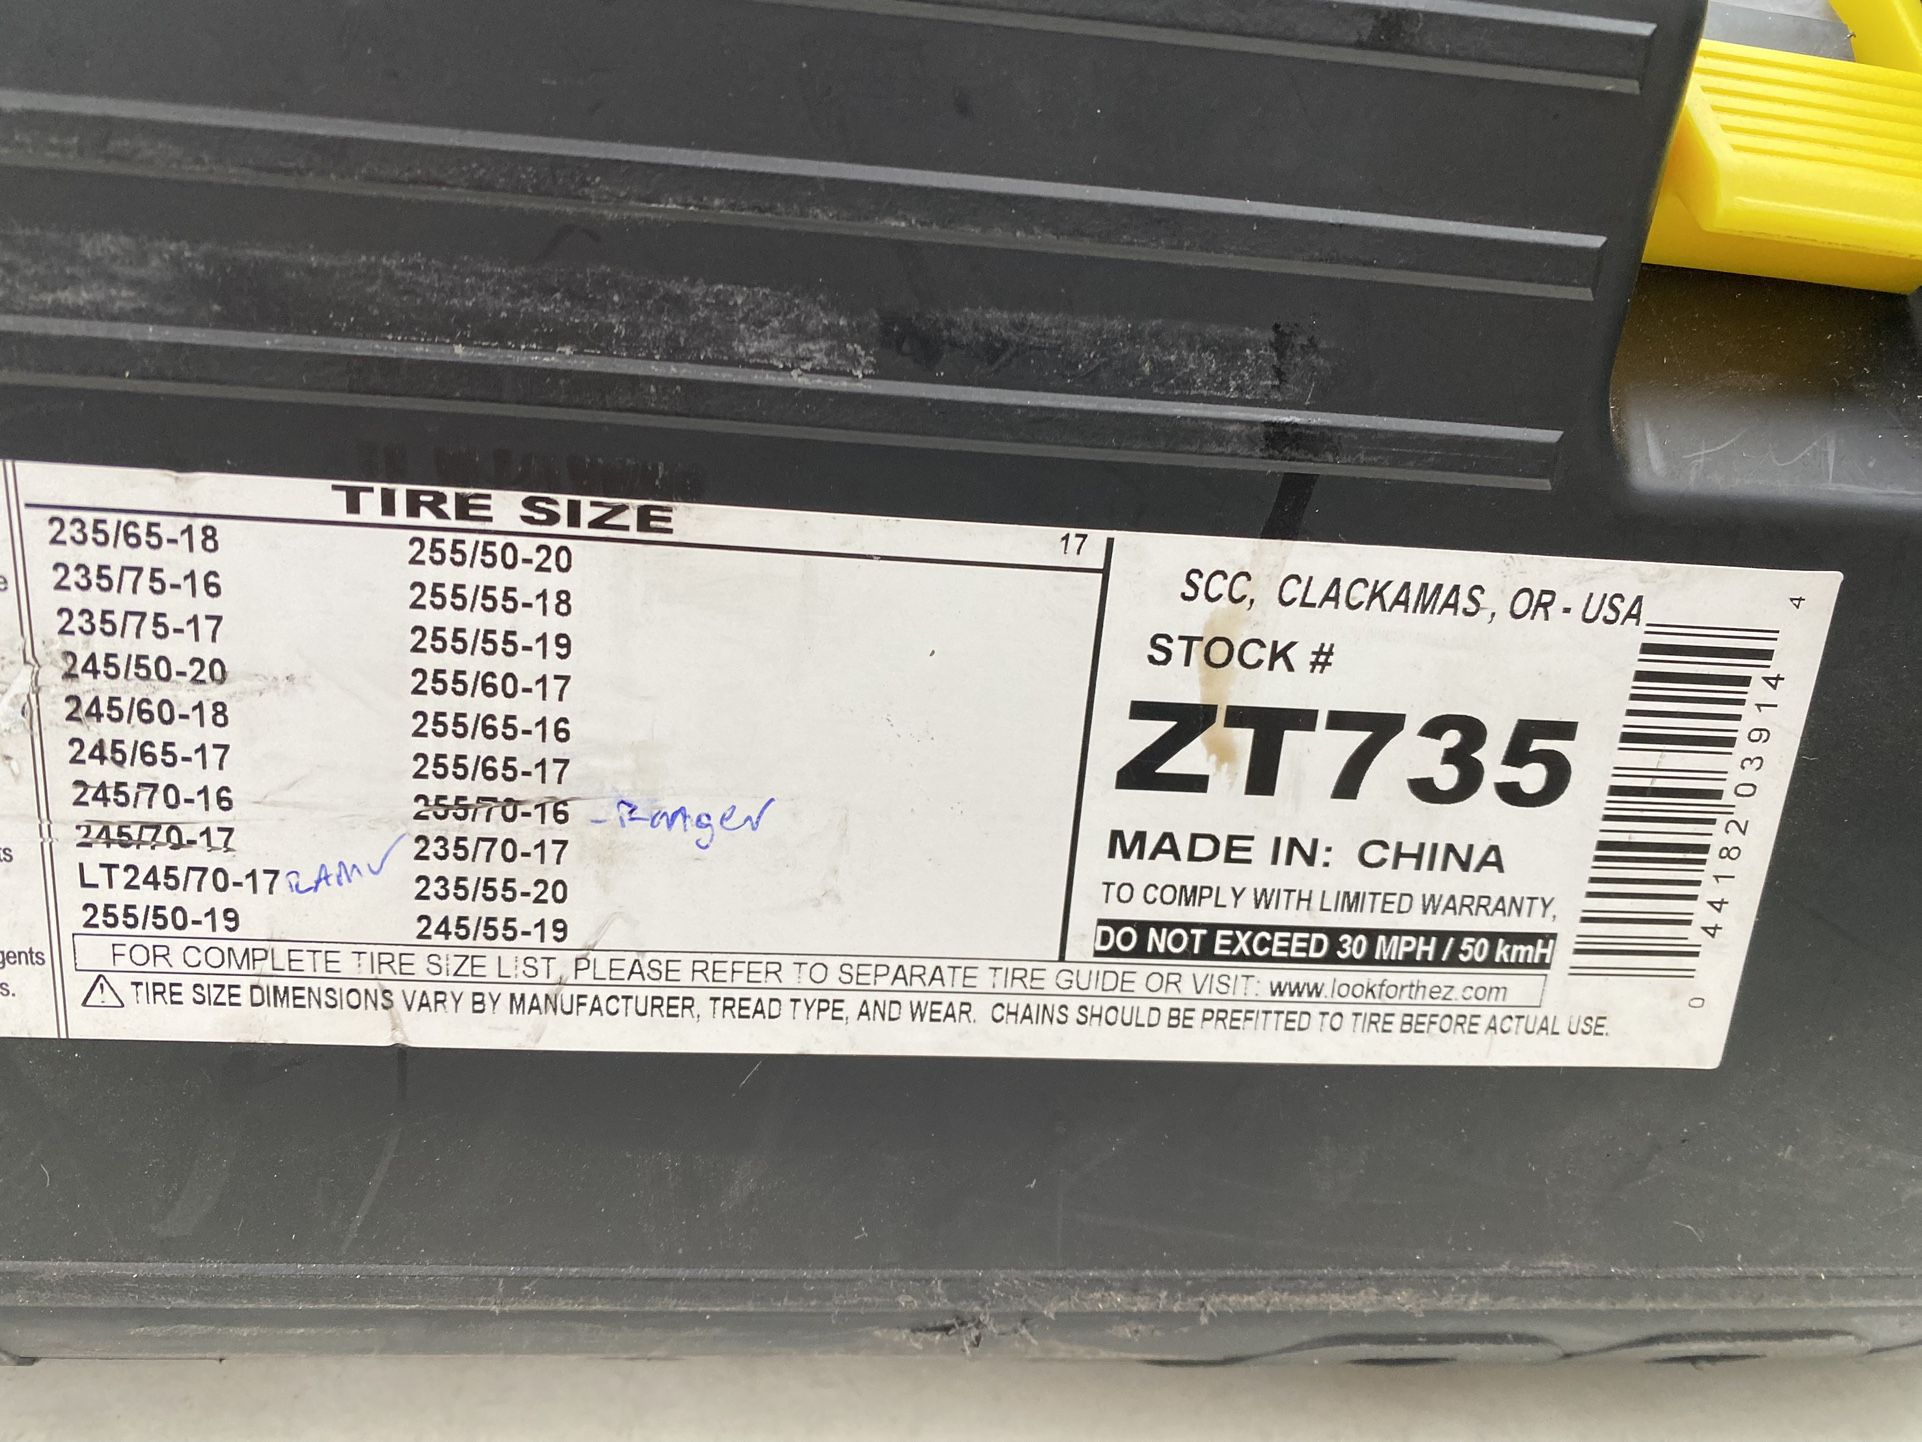 TIRE SIZE
17
235/65-18
235/75-16
235/75-17
245/50-20
245/60-18
245/65-17
245/70-16
245/70-17
LT245/70-17 RAM
255/50-19
255/50-20
255/55-18
255/55-19
255/60-17
255/65-16
255/65-17
255/70-16 - Ranger
235/70-17
235/55-20
245/55-19
FOR COMPLETE TIRE SIZE LIST, PLEASE REFER TO SEPARATE TIRE GUIDE OR VISIT: www.lookforthez.com
TIRE SIZE DIMENSIONS VARY BY MANUFACTURER, TREAD TYPE, AND WEAR. CHAINS SHOULD BE PREFITTED TO TIRE BEFORE ACTUAL USE.
SCC, CLACKAMAS, OR - USA
STOCK #
ZT735
MADE IN: CHINA
TO COMPLY WITH LIMITED WARRANTY,
DO NOT EXCEED 30 MPH / 50 kmH
0 44182 03914 4